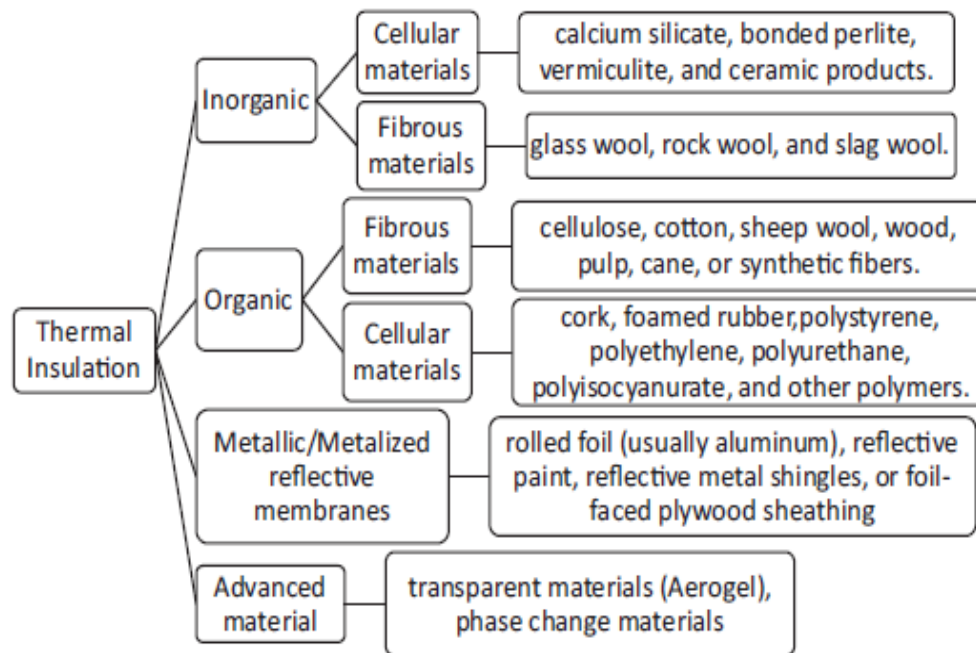 Thermal
Insulation
Inorganic
Cellular
materials
calcium silicate, bonded perlite,
vermiculite, and ceramic products.
Fibrous
materials
glass wool, rock wool, and slag wool.
Organic
Fibrous
materials
cellulose, cotton, sheep wool, wood,
pulp, cane, or synthetic fibers.
Cellular
materials
cork, foamed rubber,polystyrene,
polyethylene, polyurethane,
polyisocyanurate, and other polymers.
Metallic/Metalized
reflective
membranes
rolled foil (usually aluminum), reflective
paint, reflective metal shingles, or foil-
faced plywood sheathing
Advanced
material
transparent materials (Aerogel),
phase change materials